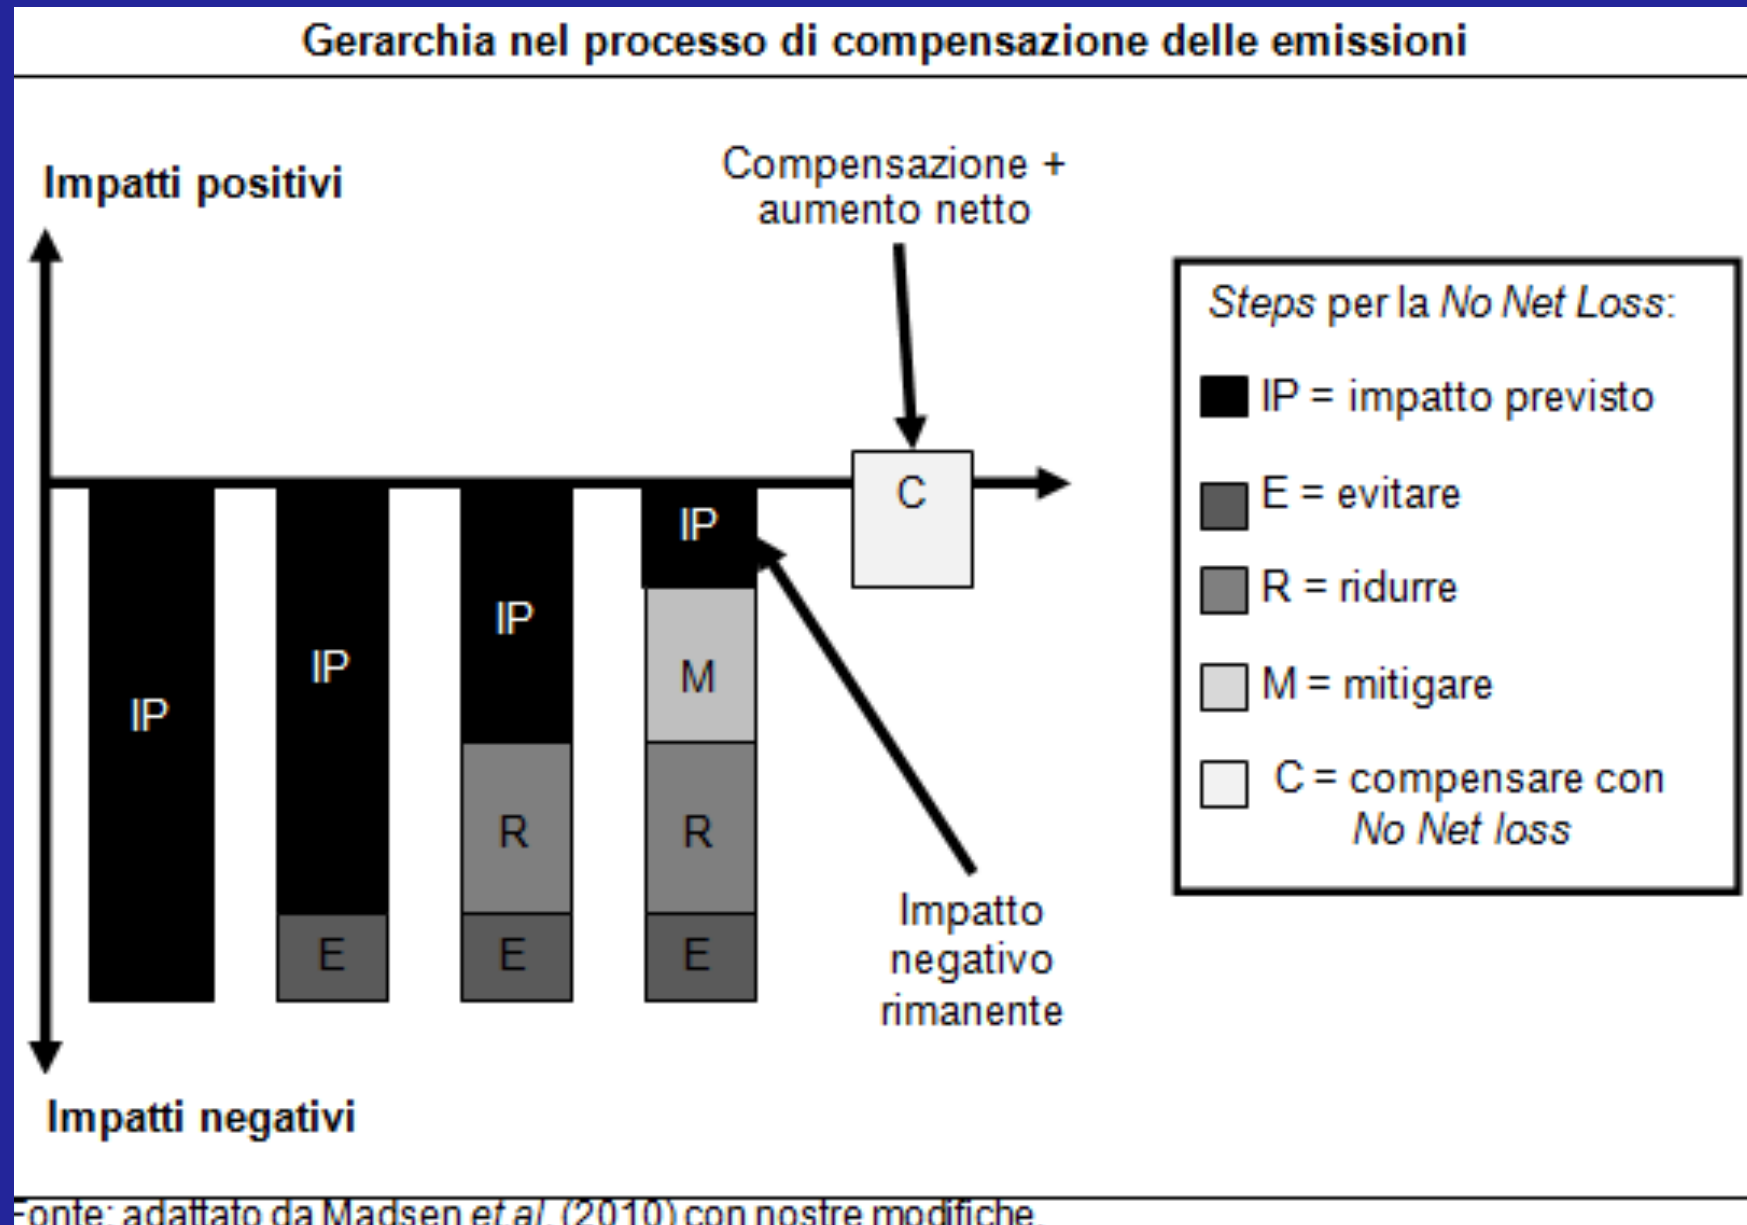 Gerarchia nel processo di compensazione delle emissioni
Impatti positivi
Compensazione +
aumento netto
IP
IP
E
IP
R
E
IP
M
R
E
C
Impatto
negativo
rimanente
Impatti negativi
Steps per la No Net Loss:
IP = impatto previsto
E = evitare
R = ridurre
M = mitigare
C = compensare con
No Net loss
Fonte: adattato da Madsen et.al. (2010) con nostre modifiche.